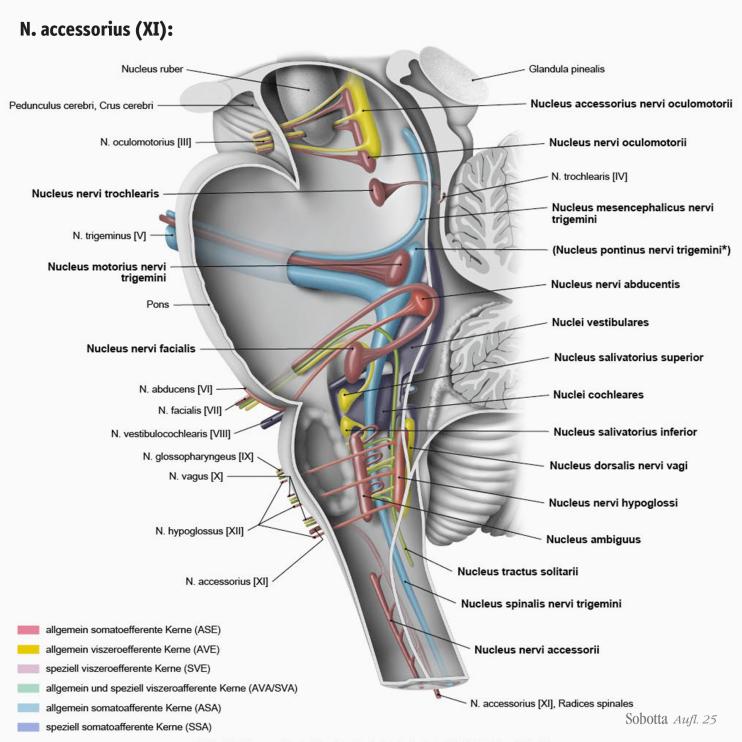 N. accessorius (XI):
Nucleus ruber
Pedunculus cerebri, Crus cerebri
N. oculomotorius [III]
Nucleus nervi trochlearis
N. trigeminus [V]
Nucleus motorius nervi
trigemini
Pons
Nucleus nervi facialis
N. abducens [VI]
N. facialis [VII]
N. vestibulocochlearis [VIII]
N. glossopharyngeus [IX]
N. vagus [X]
N. hypoglossus [XII]
N. accessorius [XI]
Glandula pinealis
Nucleus accessorius nervi oculomotorii
Nucleus nervi oculomotorii
N. trochlearis [IV]
Nucleus mesencephalicus nervi
trigemini
(Nucleus pontinus nervi trigemini*)
Nucleus nervi abducentis
Nuclei vestibulares
Nucleus salivatorius superior
Nuclei cochleares
Nucleus salivatorius inferior
Nucleus dorsalis nervi vagi
Nucleus nervi hypoglossi
Nucleus ambiguus
Nucleus tractus solitarii
Nucleus spinalis nervi trigemini
Nucleus nervi accessorii
N. accessorius [XI], Radices spinales
allgemein somatoefferente Kerne (ASE)
allgemein viszeroefferente Kerne (AVE)
speziell viszeroefferente Kerne (SVE)
allgemein und speziell viszeroafferente Kerne (AVA/SVA)
allgemein somatoafferente Kerne (ASA)
speziell somatoafferente Kerne (SSA)
Sobotta Aufl. 25